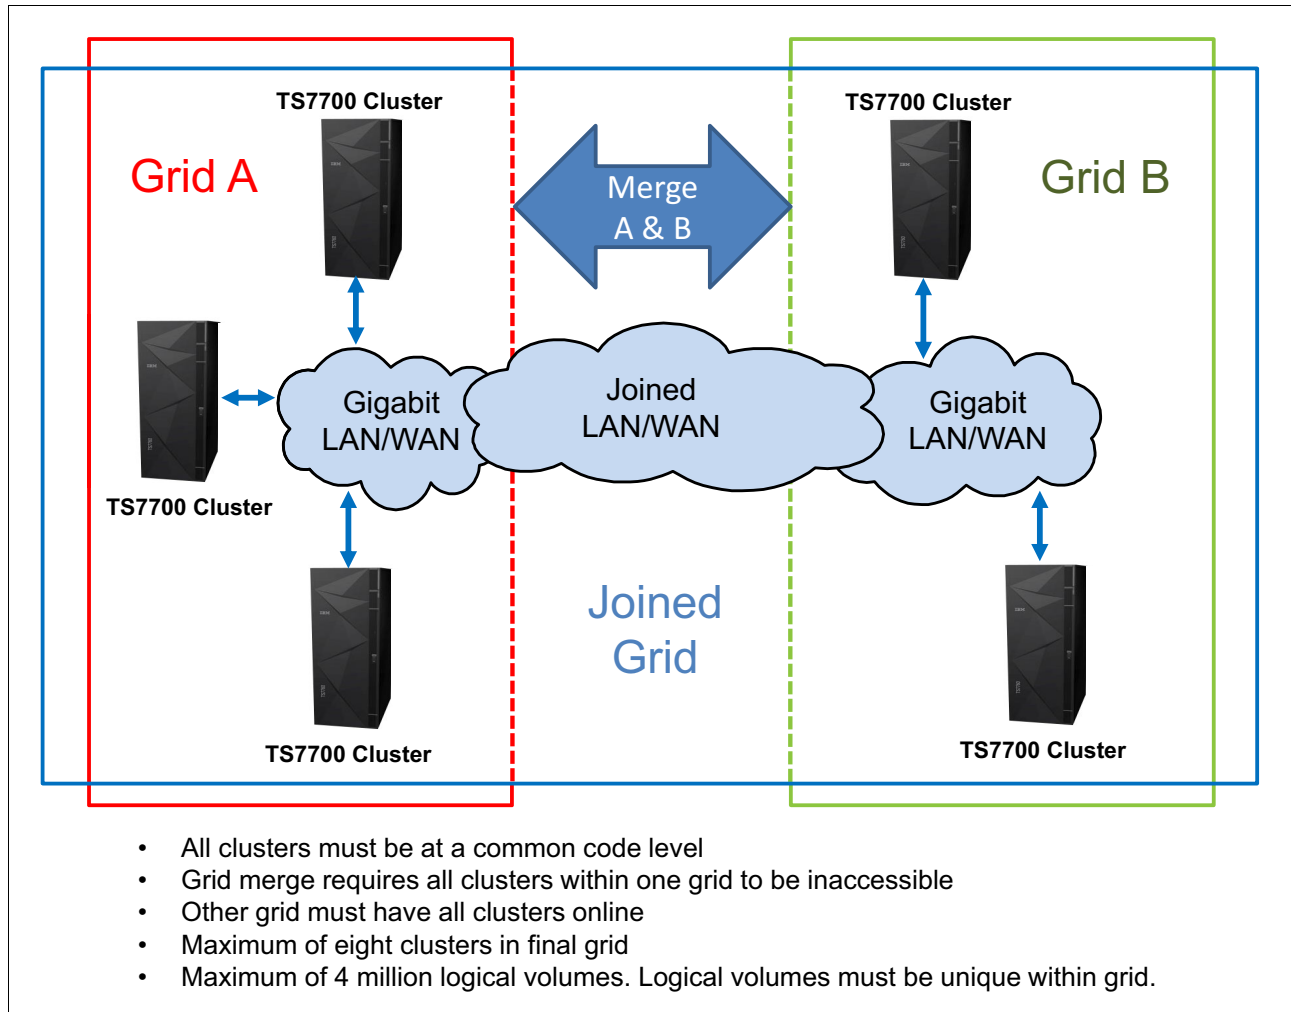 TS7700 Cluster
TS7700 Cluster
Grid A
Merge
A & B
Grid B
Gigabit
LAN/WAN
Joined
LAN/WAN
Gigabit
LAN/WAN
TS7700 Cluster
Joined
Grid
TS7700 Cluster
TS7700 Cluster
• All clusters must be at a common code level
• Grid merge requires all clusters within one grid to be inaccessible
• Other grid must have all clusters online
• Maximum of eight clusters in final grid
• Maximum of 4 million logical volumes. Logical volumes must be unique within grid.